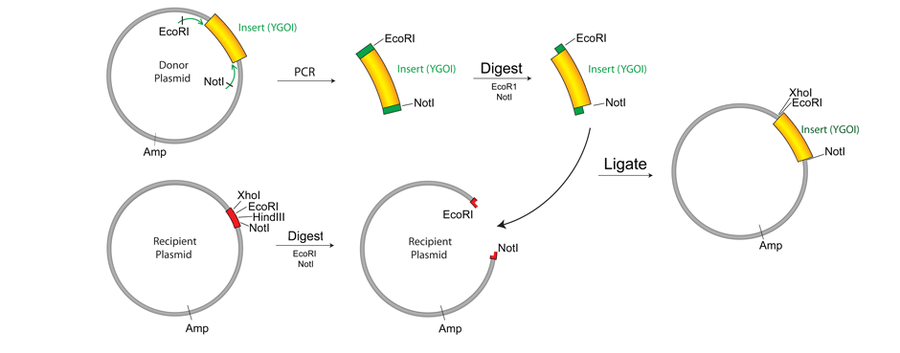 EcoRI
Insert (YGOI)
Donor
Plasmid
NotI
Amp
PCR
EcoRI
Insert (YGOI)
NotI
Digest
EcoR1
NotI
EcoRI
Insert (YGOI)
NotI
XhoI
EcoRI
HindIII
NotI
Recipient
Plasmid
Amp
Digest
EcoRI
NotI
EcoRI
NotI
Recipient
Plasmid
Amp
Ligate
XhoI
EcoRI
Insert (YGOI)
NotI
Amp